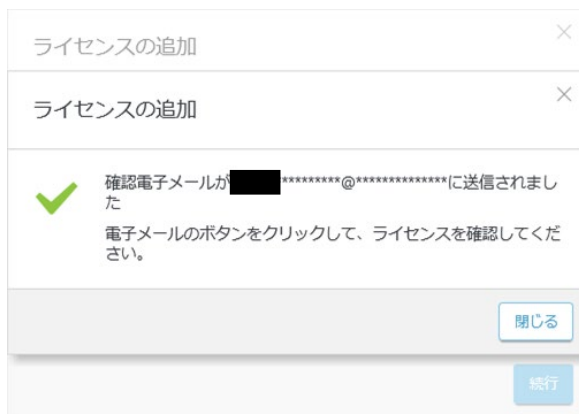 ライセンスの追加
ライセンスの追加
確認電子メールが*********@**************に送信されまし
た
電子メールのボタンをクリックして、ライセンスを確認してくだ
さい。
閉じる
続行